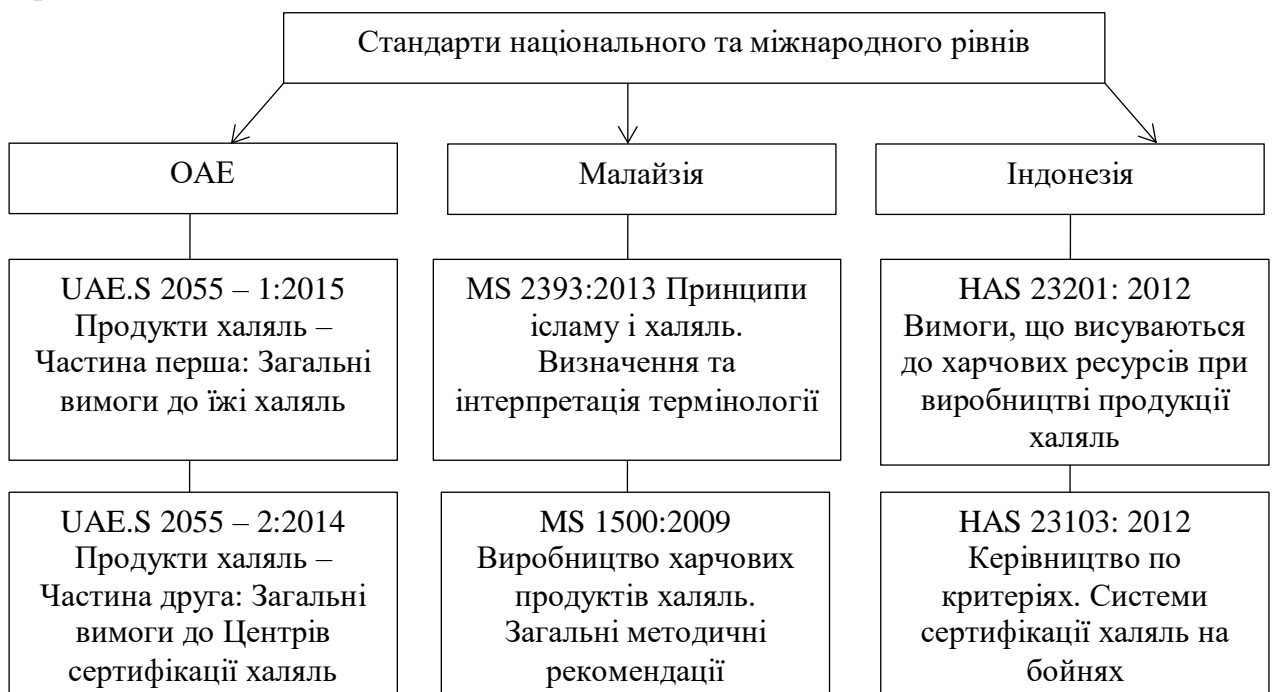 Стандарти національного та міжнародного рівнів
ОАЕ
Малайзія
Індонезія
UAE.S 2055 – 1:2015
Продукти халяль –
Частина перша: Загальні
вимоги до їжі халяль
MS 2393:2013 Принципи
ісламу і халяль.
Визначення та
інтерпретація термінології
HAS 23201: 2012
Вимоги, що висуваються
до харчових ресурсів при
виробництві продукції
халяль
UAE.S 2055 – 2:2014
Продукти халяль –
Частина друга: Загальні
вимоги до Центрів
сертифікації халяль
MS 1500:2009
Виробництво харчових
продуктів халяль.
Загальні методичні
рекомендації
HAS 23103: 2012
Керівництво по
критеріях. Системи
сертифікації халяль на
бойнях